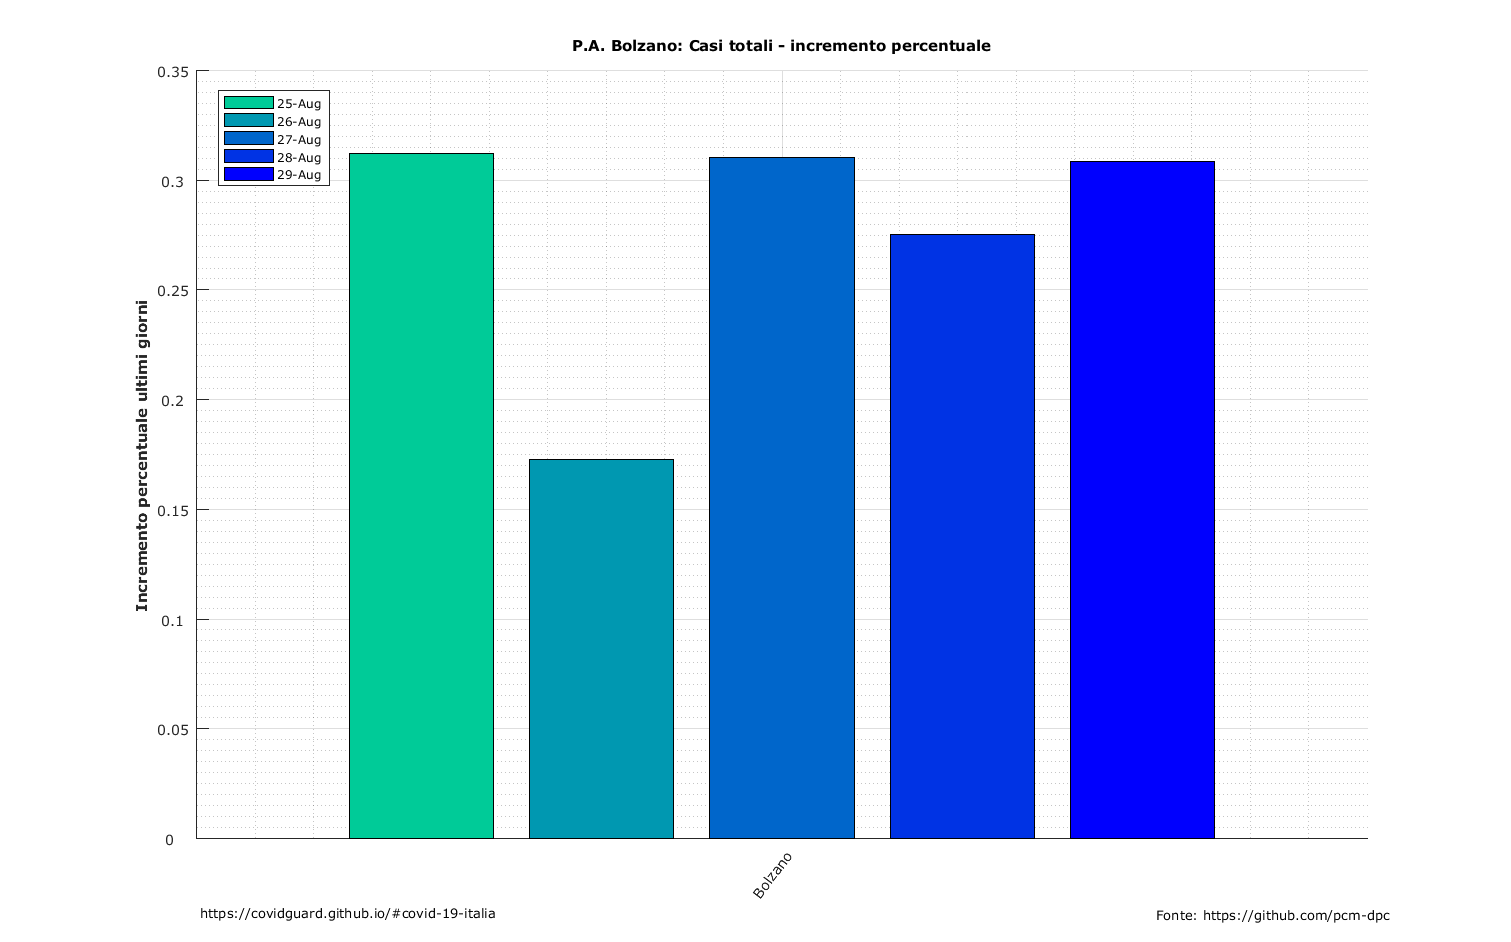 P.A. Bolzano: Casi totali - incremento percentuale
0.35
0.3
0.25
0.2
0.15
0.1
0.05
0
25-Aug
26-Aug
27-Aug
28-Aug
29-Aug
Incremento percentuale ultimi giorni
Bolzano
https://covidguard.github.io/#covid-19-italia
Fonte: https://github.com/pcm-dpc